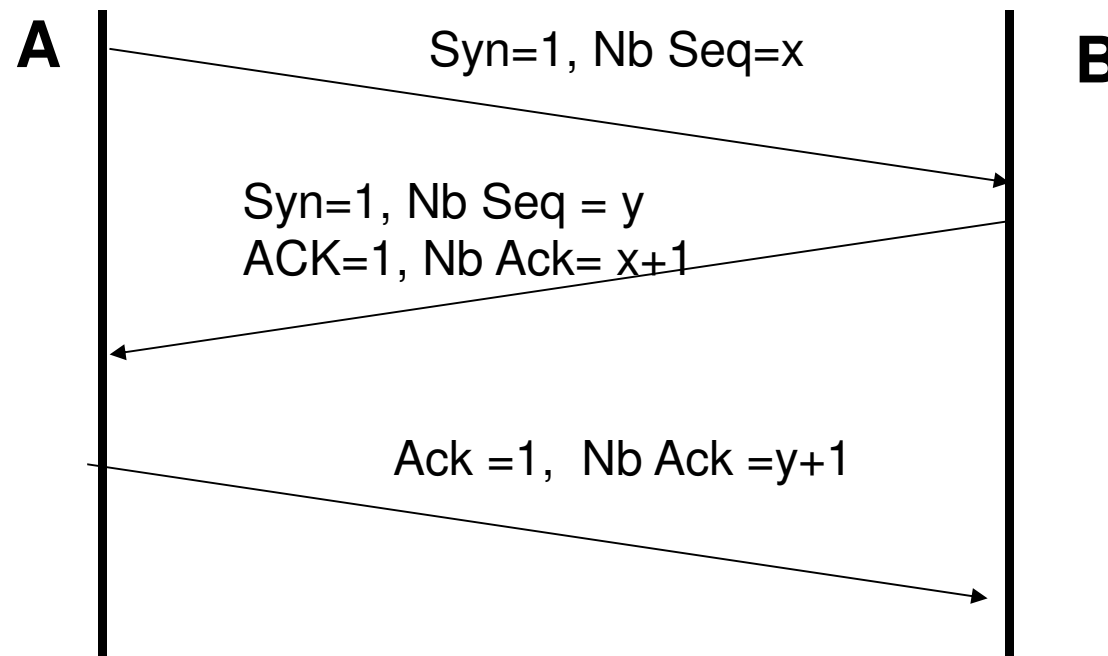 A
Syn=1, Nb Seq=x
B
Syn=1, Nb Seq = y
ACK=1, Nb Ack= x+1
Ack =1, Nb Ack =y+1